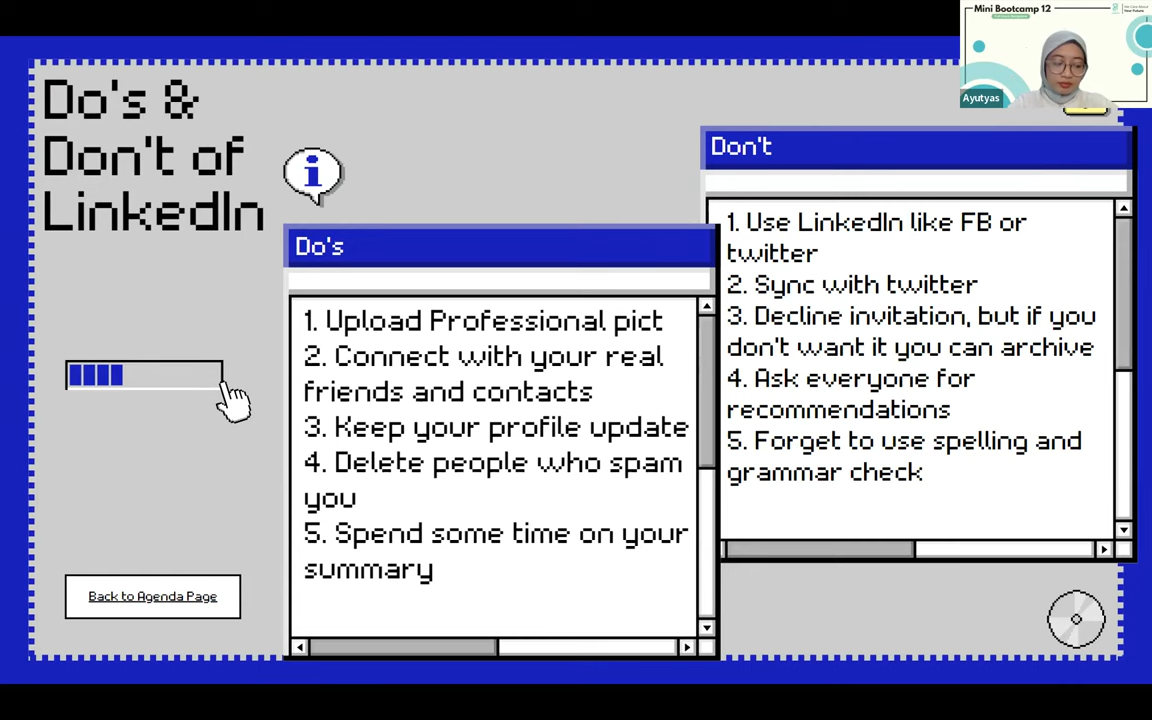 Do's &
Don't of
LinkedIn
Do's
1. Upload Professional pict
2. Connect with your real
friends and contacts
3. Keep your profile update
4. Delete people who spam
you
5. Spend some time on your
summary
Don't
1. Use LinkedIn like FB or
twitter
2. Sync with twitter
3. Decline invitation, but if you
don't want it you can archive
4. Ask everyone for
recommendations
5. Forget to use spelling and
grammar check
Back to Agenda Page
Mini Bootcamp 12
Ayutyas